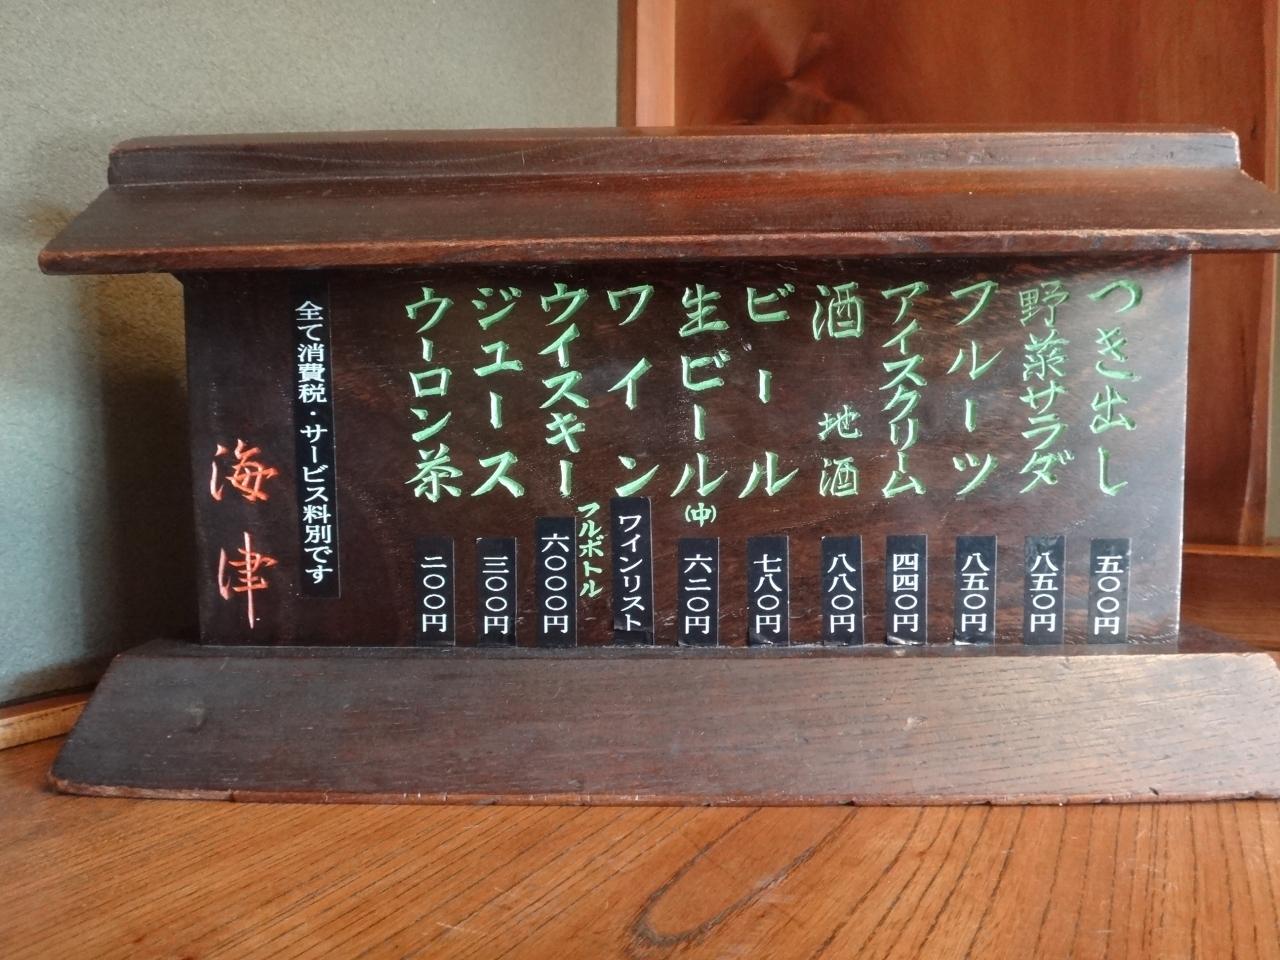 つき出し 五〇〇円
野菜サラダ 八五〇円
フルーツ 八五〇円
アイスクリーム 四四〇円
酒 地酒 八八〇円
ビール 七八〇円
生ビール(中) 六二〇円
ワイン ワインリスト
ウイスキー フルボトル 六〇〇〇円
ジュース 三〇〇円
ウーロン茶 二〇〇円
全て消費税・サービス料別です
海津